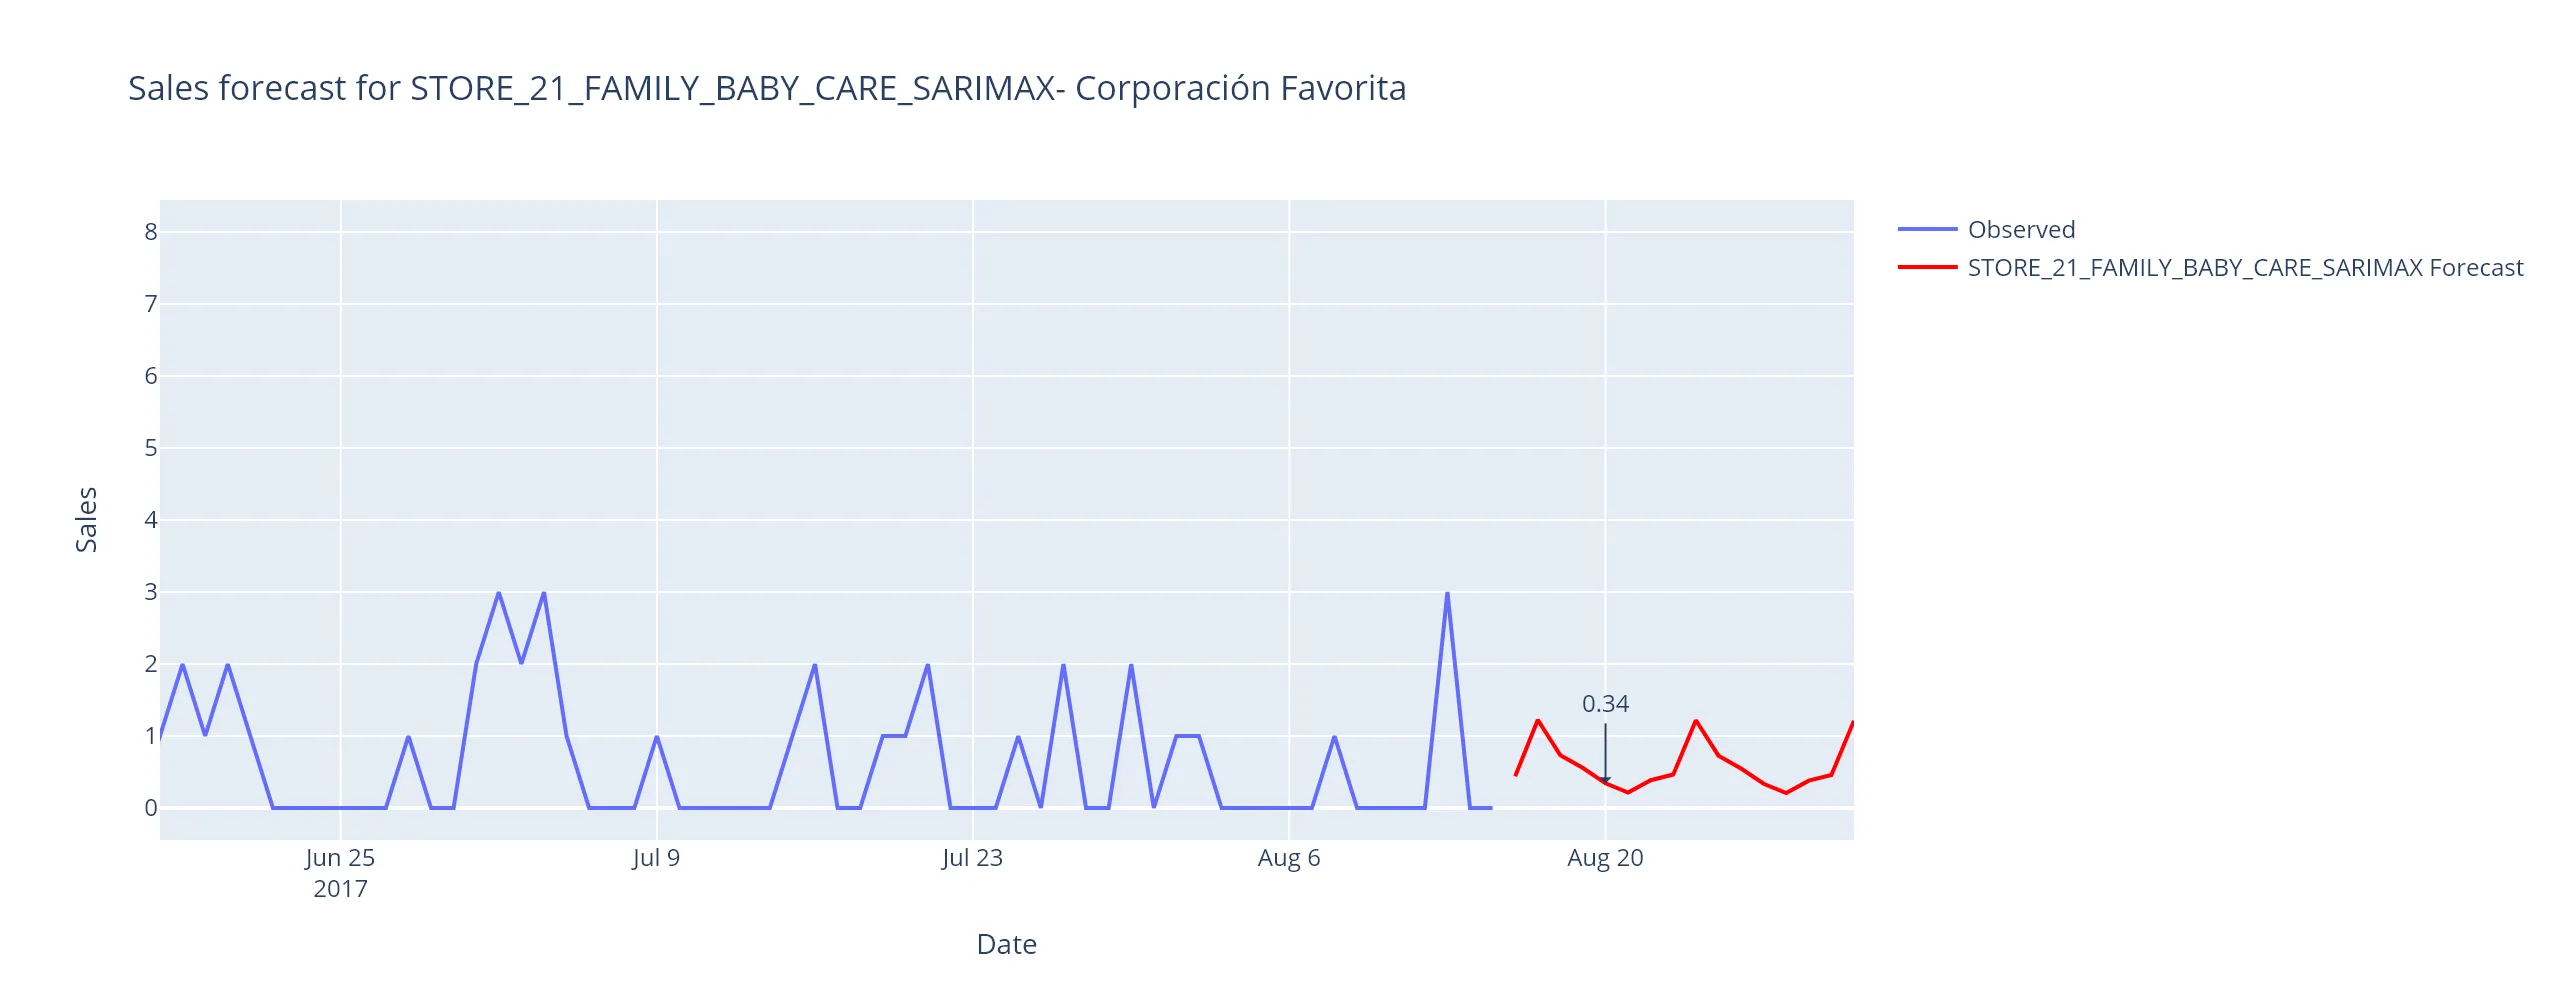 Sales forecast for STORE_21_FAMILY_BABY_CARE_SARIMAX- Corporación Favorita
Observed
STORE_21_FAMILY_BABY_CARE_SARIMAX Forecast
8
7
6
5
4
3
2
1
0
Sales
0.34
Jun 25
2017
Jul 9
Jul 23
Aug 6
Aug 20
Date